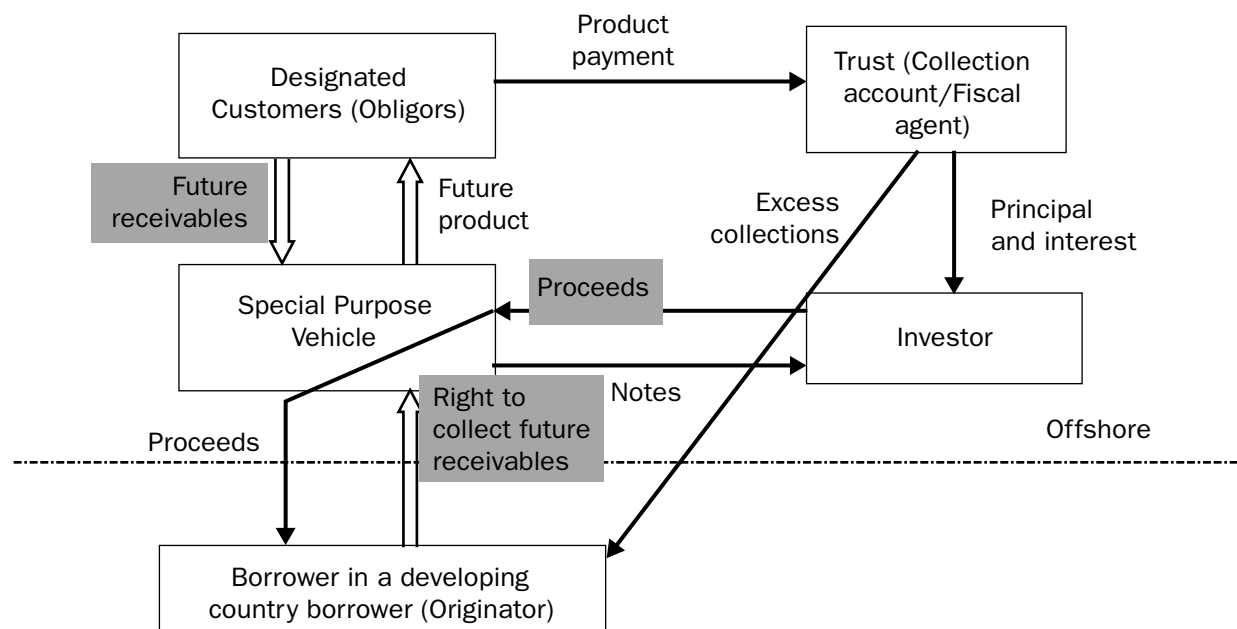 Product
payment
Designated
Customers (Obligors)
Trust (Collection
account/Fiscal
agent)
Future
receivables
Future
product
Excess
collections
Principal
and interest
Special Purpose
Vehicle
Proceeds
Investor
Notes
Right to
collect future
receivables
Proceeds
Offshore
Borrower in a developing
country borrower (Originator)